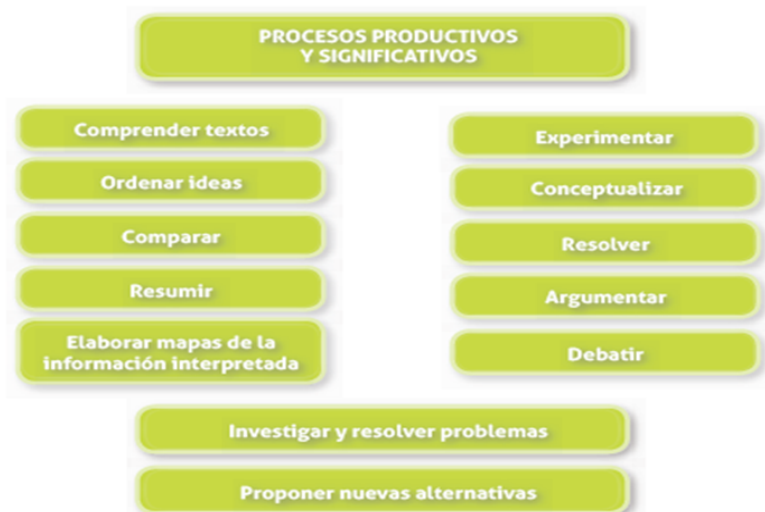 PROCESOS PRODUCTIVOS
Y SIGNIFICATIVOS
Comprender textos
Ordenar ideas
Comparar
Resumir
Elaborar mapas de la
información interpretada
Experimentar
Conceptualizar
Resolver
Argumentar
Debatir
Investigar y resolver problemas
Proponer nuevas alternativas